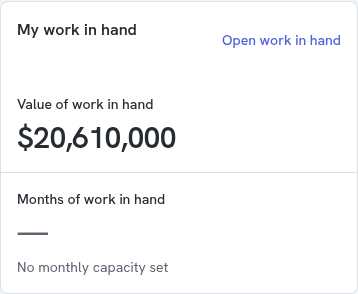 My work in hand
Open work in hand
Value of work in hand
$20,610,000
Months of work in hand
—
No monthly capacity set